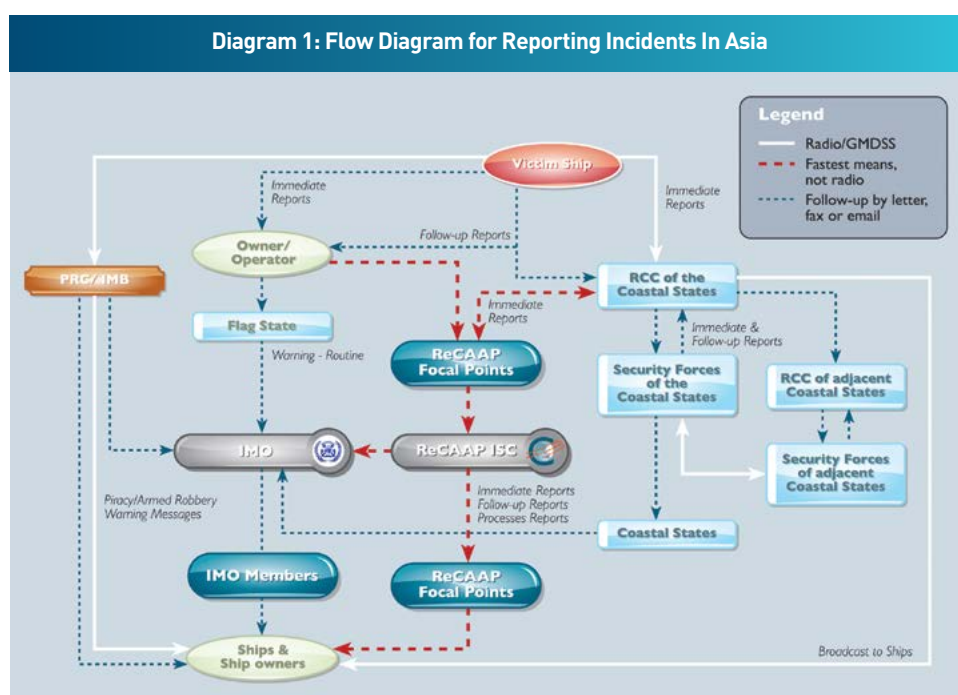 Diagram 1: Flow Diagram for Reporting Incidents In Asia
Legend
Radio/GMDSS
Fastest means,
not radio
Follow-up by letter,
fax or email
Victim Ship
Immediate
Reports
Immediate
Reports
Follow-up Reports
Owner/
Operator
PRG/IMB
RCC of the
Coastal States
Immediate
Reports
Flag State
Immediate &
Follow-up Reports
Warning - Routine
ReCAAP
Focal Points
Security Forces
of the
Coastal States
RCC of adjacent
Coastal States
IMO
ReCAAP ISC
Security Forces
of adjacent
Coastal States
Piracy/Armed Robbery
Warning Messages
Immediate Reports
Follow-up Reports
Processes Reports
Coastal States
IMO Members
ReCAAP
Focal Points
Ships &
Ship owners
Broadcast to Ships